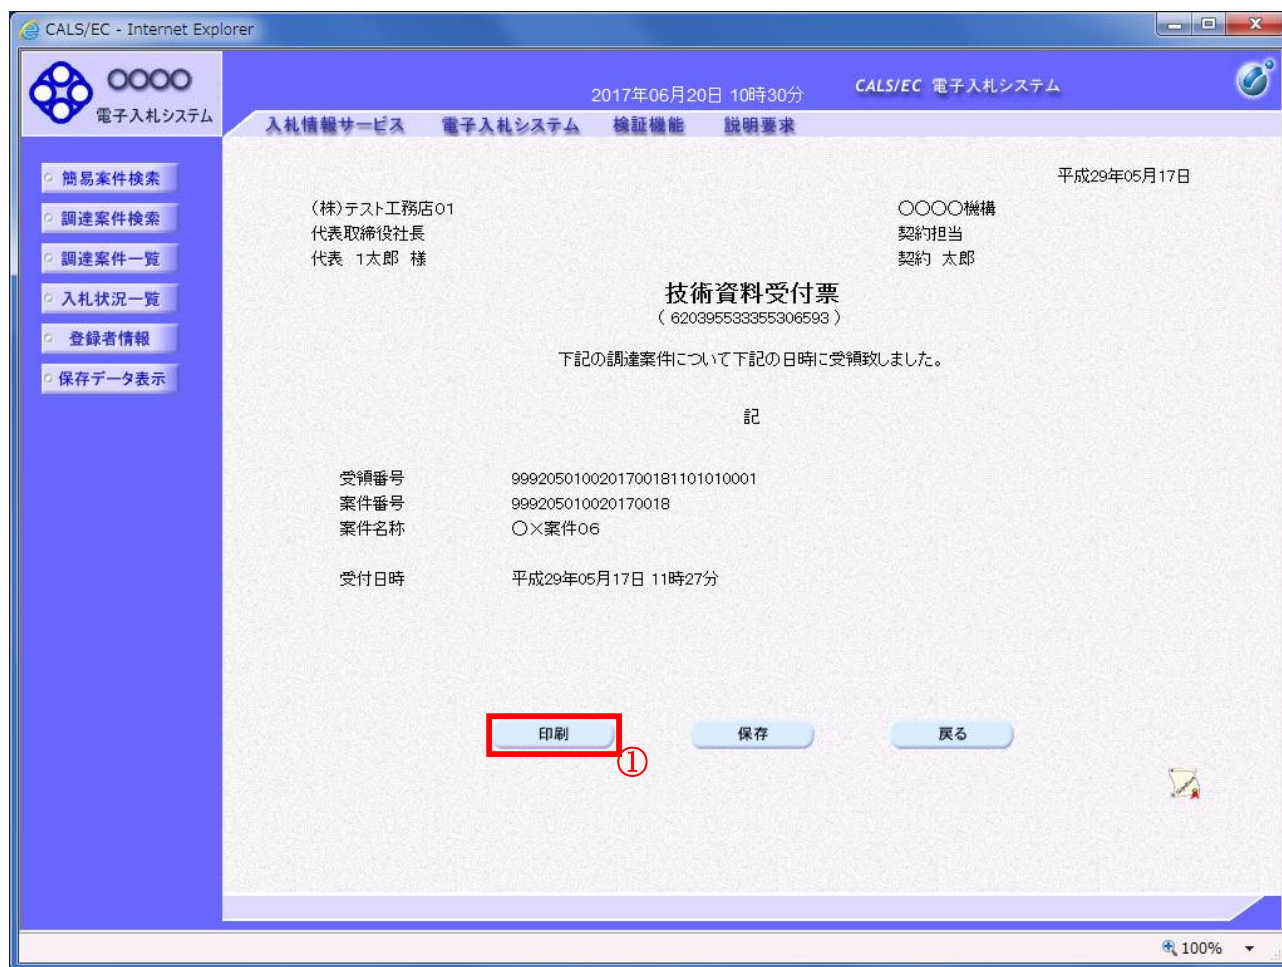 CALS/EC - Internet Explorer
OOOO
電子入札システム
2017年06月20日 10時30分
CALS/EC 電子入札システム
入札情報サービス 電子入札システム 検証機能 説明要求
簡易案件検索
調達案件検索
調達案件一覧
入札状況一覧
登録者情報
保存データ表示
平成29年05月17日
(株)テスト工務店01
代表取締役社長
代表 1太郎 様
〇〇〇〇機構
契約担当
契約 太郎
技術資料受付票
( 620395533355306593 )
下記の調達案件について下記の日時に受領致しました。
記
受領番号 99920501002017001811010­10001
案件番号 999205010020170018
案件名称 〇×案件06
受付日時 平成29年05月17日 11時27分
印刷 保存 戻る
①
100%